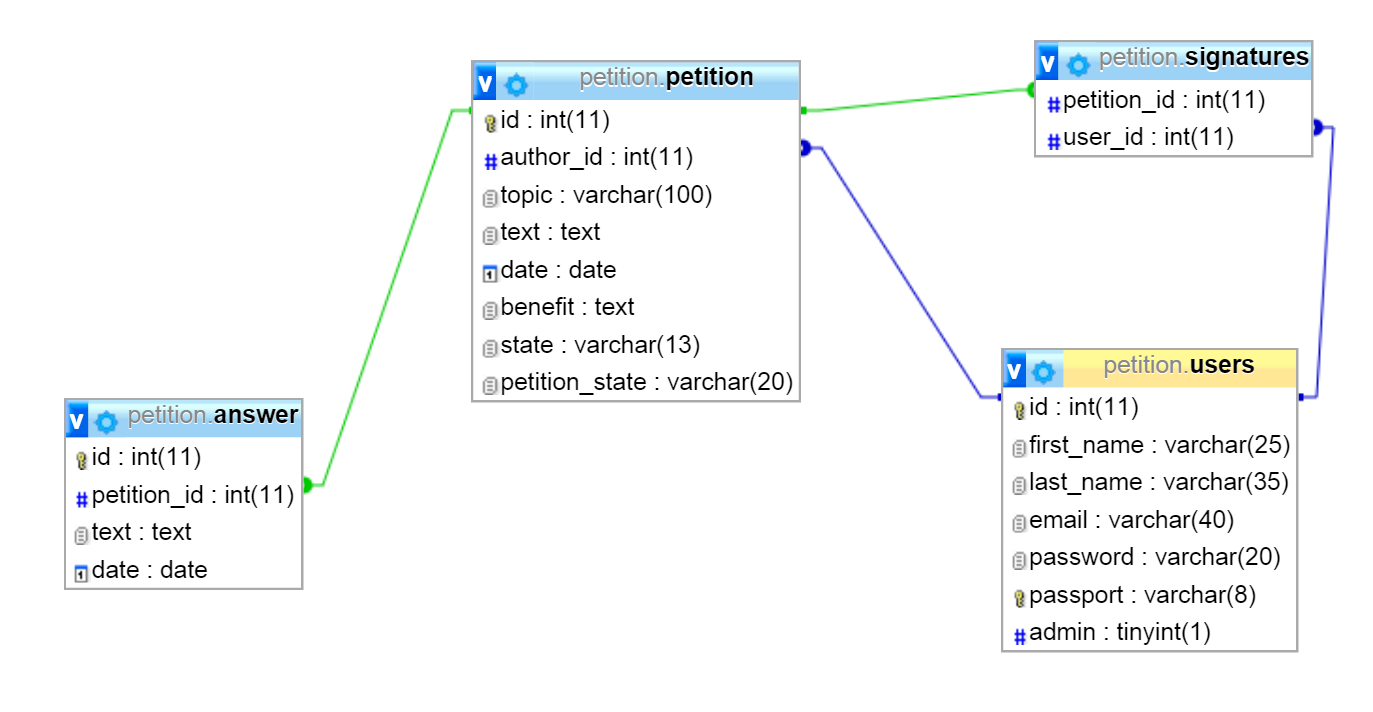 v petition.petition
id : int(11)
author_id : int(11)
topic : varchar(100)
text : text
date : date
benefit : text
state : varchar(13)
petition_state : varchar(20)
v petition.signatures
petition_id : int(11)
user_id : int(11)
v petition.users
id : int(11)
first_name : varchar(25)
last_name : varchar(35)
email : varchar(40)
password : varchar(20)
passport : varchar(8)
admin : tinyint(1)
v petition.answer
id : int(11)
petition_id : int(11)
text : text
date : date